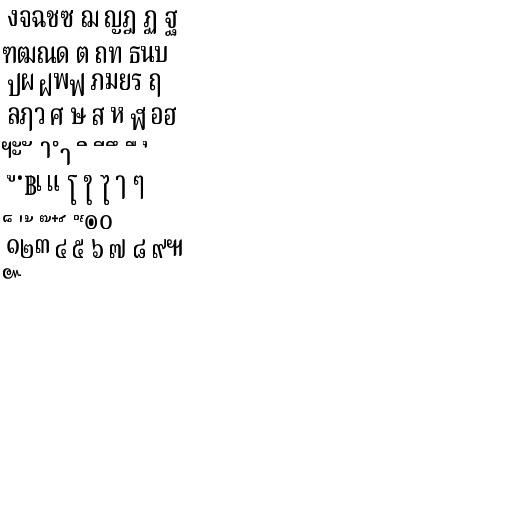 งจฉชซ ฌ ญฎ ฏ ฐ
ฑฒณด ต ถท ธนบ
ปผ ฝพฟ ภมยร ฤ
ลฦว ศ ษ ส ห ฬ อฮ
ฯะั า ำ ิ ีึ ื ุ
ู ฺ฿เ แ โ ใ ไ ๅ ๆ
็ ่ ้ ๊๋์ ํ๎๏๐
๑๒๓ ๔ ๕ ๖ ๗ ๘ ๙๚
๛